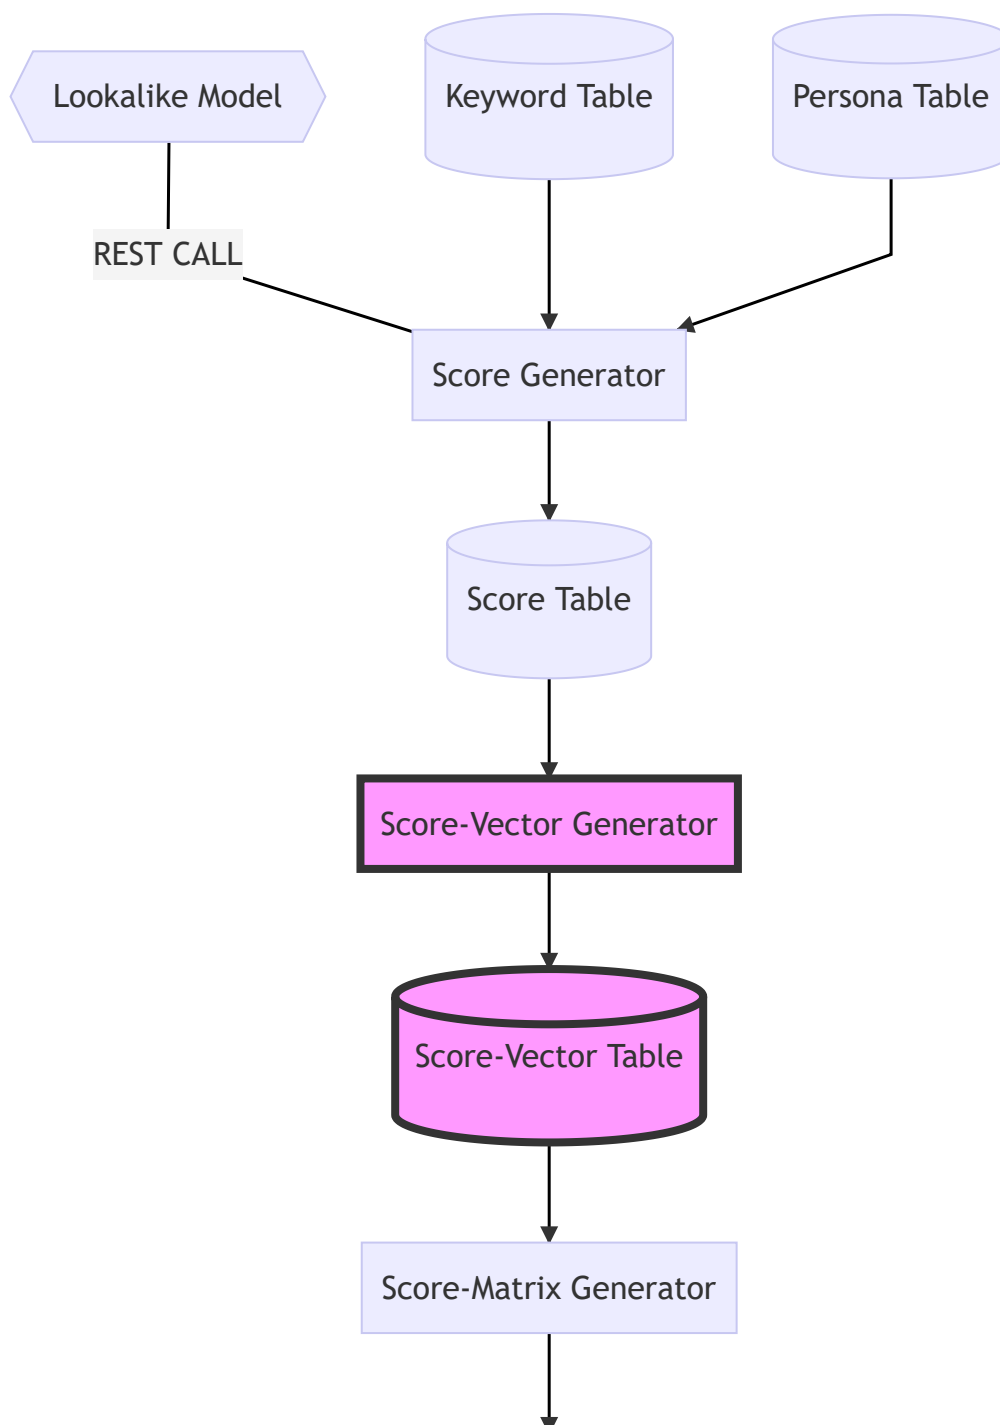 Lookalike Model
Keyword Table
Persona Table
REST CALL
Score Generator
Score Table
Score-Vector Generator
Score-Vector Table
Score-Matrix Generator